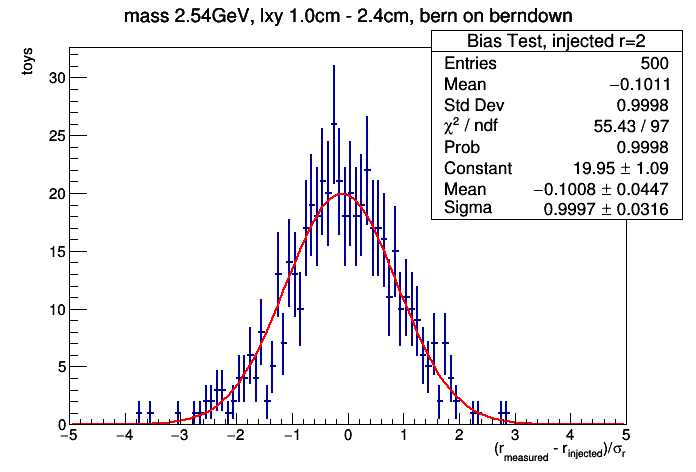 mass 2.54GeV, lxy 1.0cm - 2.4cm, bern on berndown
toys
Bias Test, injected r=2
Entries 500
Mean −0.1011
Std Dev 0.9998
χ² / ndf 55.43 / 97
Prob 0.9998
Constant 19.95 ± 1.09
Mean −0.1008 ± 0.0447
Sigma 0.9997 ± 0.0316
30
25
20
15
10
5
0
−5 −4 −3 −2 −1 0 1 2 3 4 5
(r_measured - r_injected)/σ_r